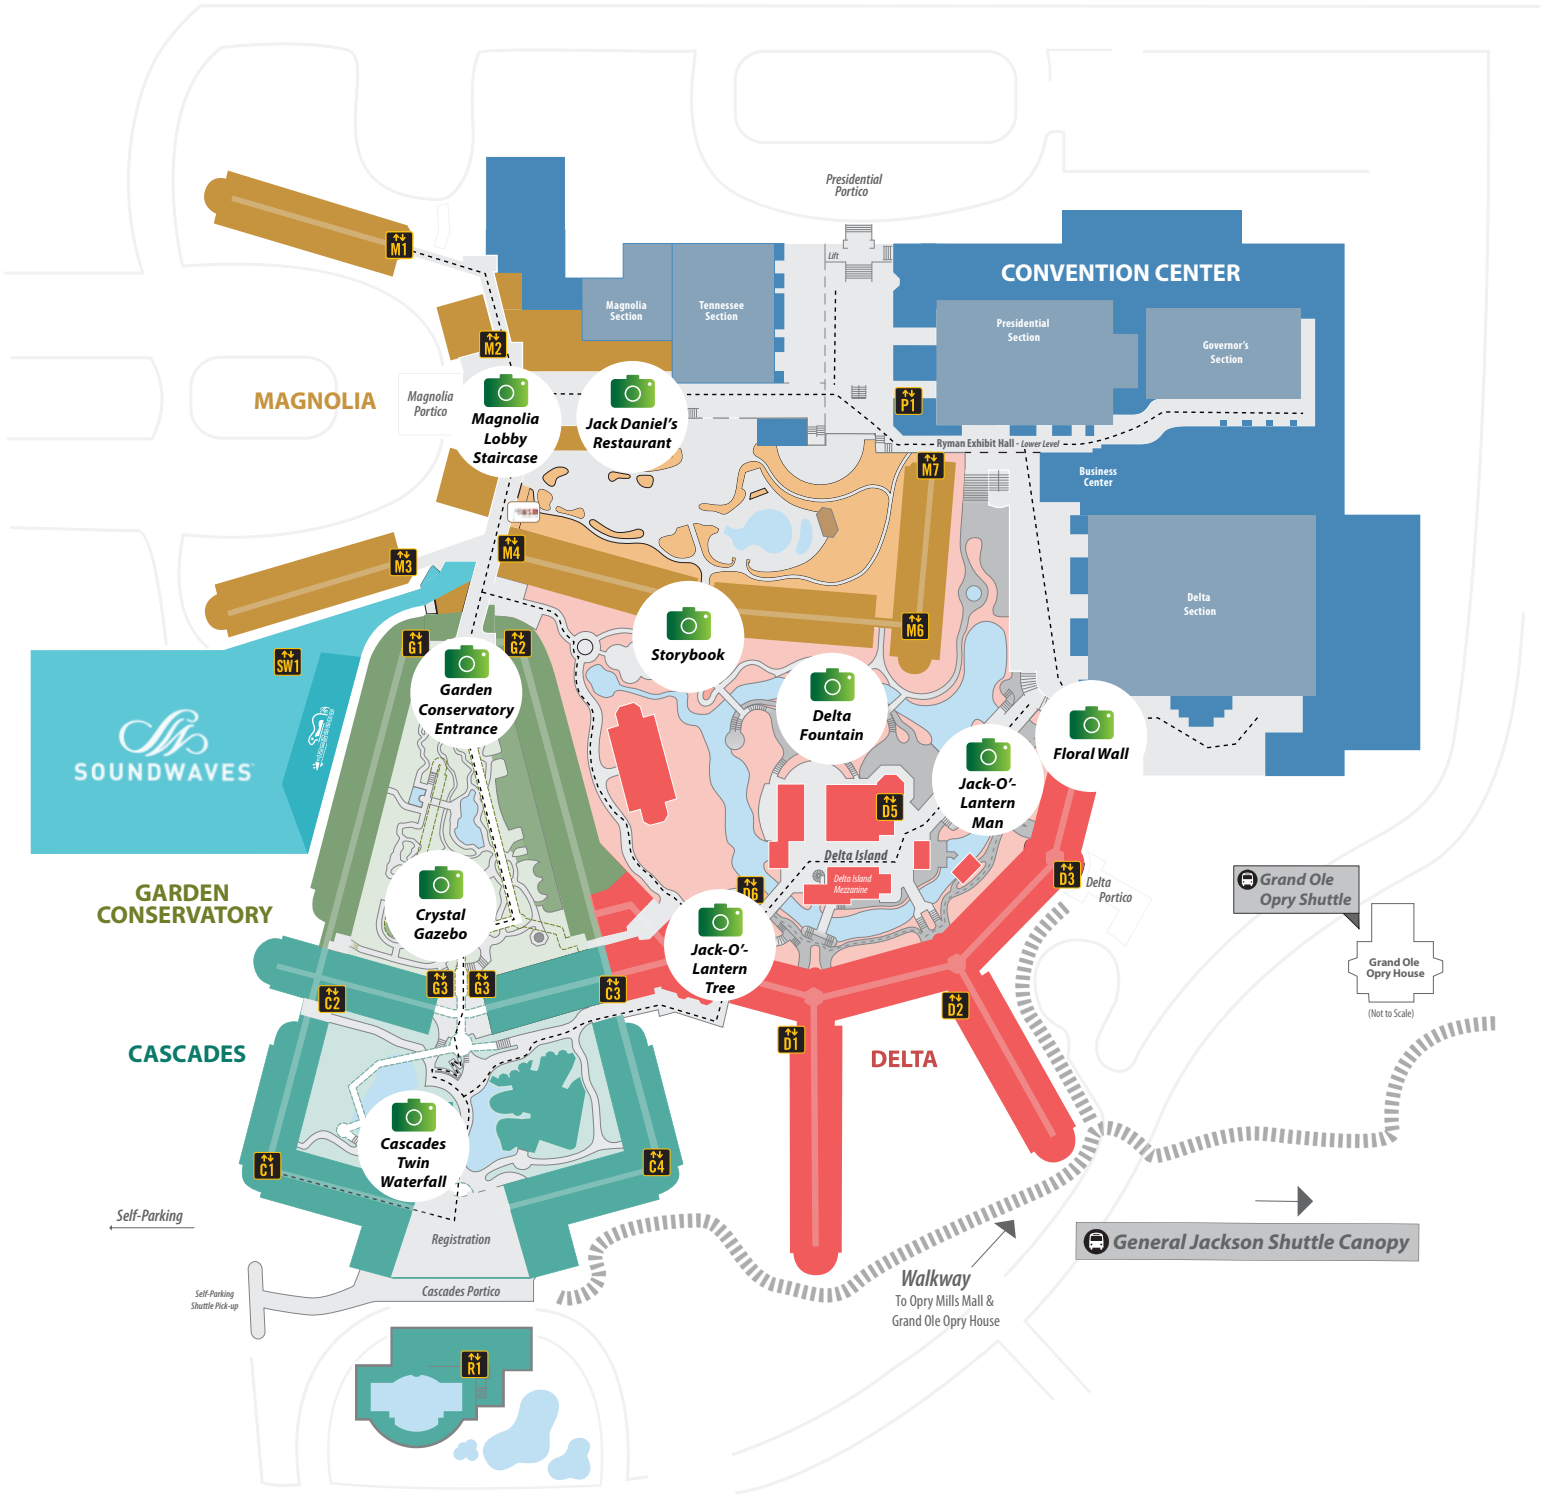 Presidential
Portico
Lift
CONVENTION CENTER
M1
Magnolia
Section
Tennessee
Section
Presidential
Section
Governor's
Section
M2
MAGNOLIA
Magnolia
Portico
Magnolia
Lobby
Staircase
Jack Daniel's
Restaurant
P1
Ryman Exhibit Hall - Lower Level
M7
Business
Center
M3
M4
Delta
Section
M6
G1
G2
SW1
Storybook
Garden
Conservatory
Entrance
Delta
Fountain
Floral Wall
SOUNDWAVES
Jack-O'-
Lantern
Man
D5
Delta Island
Delta Island
Mezzanine
D6
D3
Delta
Portico
GARDEN
CONSERVATORY
Crystal
Gazebo
Jack-O'-
Lantern
Tree
Grand Ole
Opry Shuttle
Grand Ole
Opry House
(Not to Scale)
G3
G3
C2
C3
D2
D1
CASCADES
DELTA
Cascades
Twin
Waterfall
C1
C4
Self-Parking
Registration
General Jackson Shuttle Canopy
Walkway
To Opry Mills Mall &
Grand Ole Opry House
Self-Parking
Shuttle Pick-up
Cascades Portico
R1